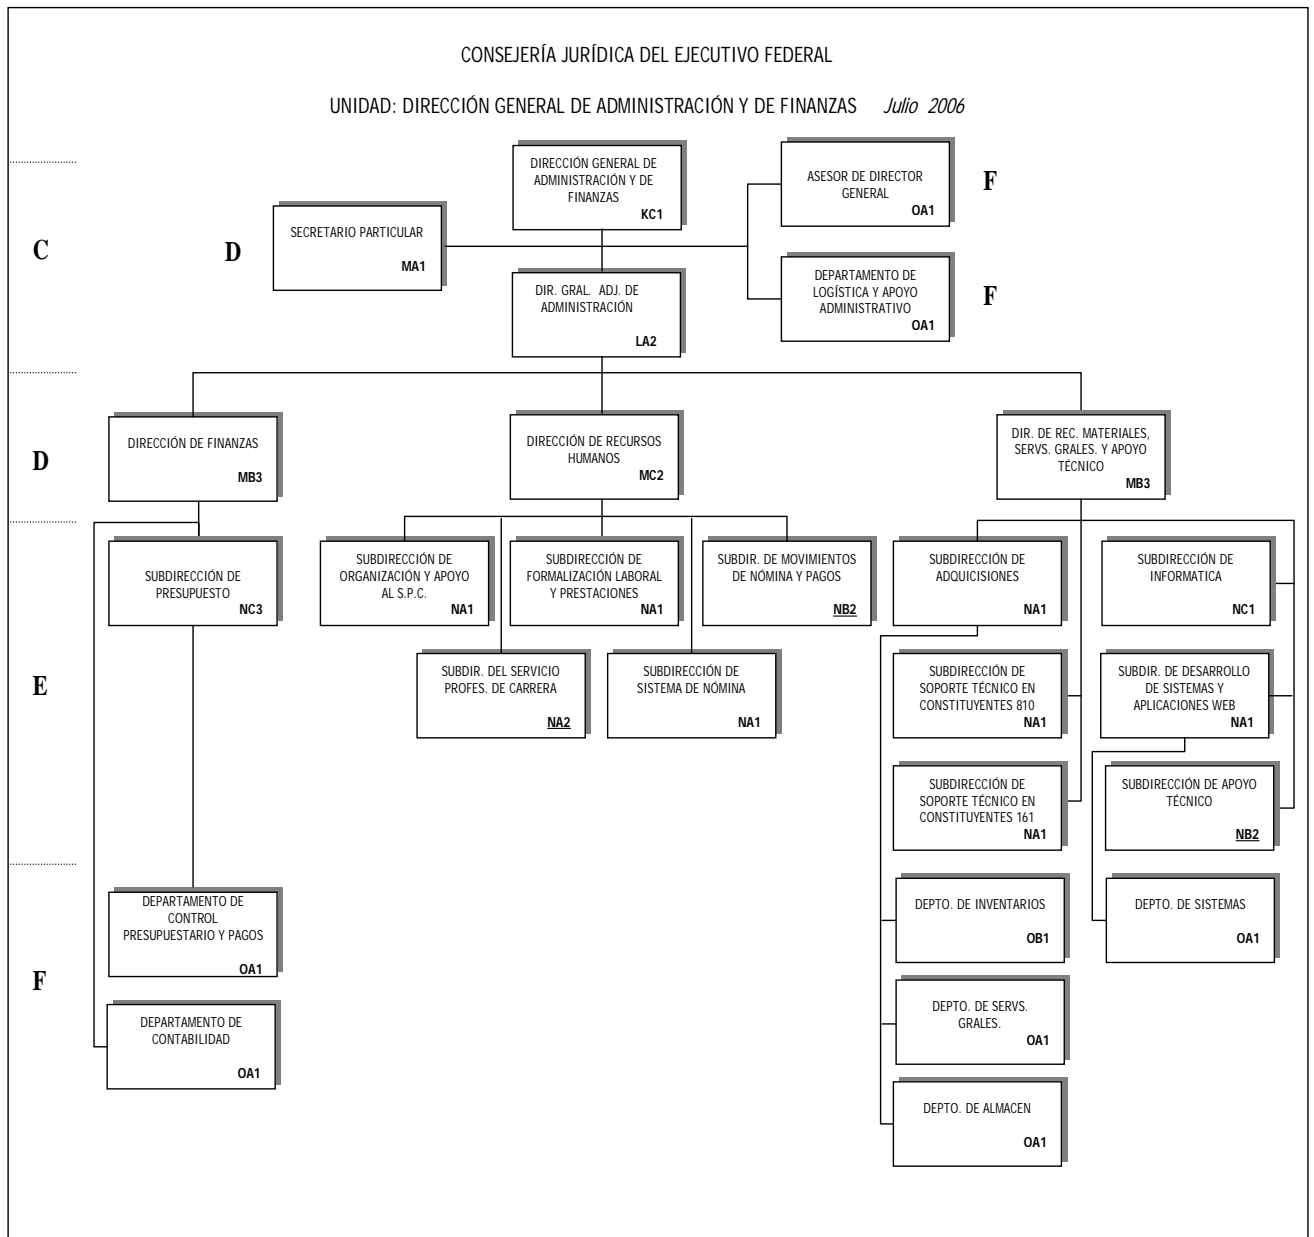 CONSEJERÍA JURÍDICA DEL EJECUTIVO FEDERAL
UNIDAD: DIRECCIÓN GENERAL DE ADMINISTRACIÓN Y DE FINANZAS Julio 2006
DIRECCIÓN GENERAL DE
ADMINISTRACIÓN Y DE
FINANZAS
KC1
ASESOR DE DIRECTOR
GENERAL
OA1
F
C
D
SECRETARIO PARTICULAR
MA1
DIR. GRAL. ADJ. DE
ADMINISTRACIÓN
LA2
DEPARTAMENTO DE
LOGÍSTICA Y APOYO
ADMINISTRATIVO
OA1
F
D
DIRECCIÓN DE FINANZAS
MB3
DIRECCIÓN DE RECURSOS
HUMANOS
MC2
DIR. DE REC. MATERIALES,
SERVS. GRALES. Y APOYO
TÉCNICO
MB3
E
SUBDIRECCIÓN DE
PRESUPUESTO
NC3
SUBDIRECCIÓN DE
ORGANIZACIÓN Y APOYO
AL S.P.C.
NA1
SUBDIRECCIÓN DE
FORMALIZACIÓN LABORAL
Y PRESTACIONES
NA1
SUBDIR. DE MOVIMIENTOS
DE NÓMINA Y PAGOS
NB2
SUBDIRECCIÓN DE
ADQUICISIONES
NA1
SUBDIRECCIÓN DE
INFORMATICA
NC1
SUBDIR. DEL SERVICIO
PROFES. DE CARRERA
NA2
SUBDIRECCIÓN DE
SISTEMA DE NÓMINA
NA1
SUBDIRECCIÓN DE
SOPORTE TÉCNICO EN
CONSTITUYENTES 810
NA1
SUBDIR. DE DESARROLLO
DE SISTEMAS Y
APLICACIONES WEB
NA1
SUBDIRECCIÓN DE
SOPORTE TÉCNICO EN
CONSTITUYENTES 161
NA1
SUBDIRECCIÓN DE APOYO
TÉCNICO
NB2
F
DEPARTAMENTO DE
CONTROL
PRESUPUESTARIO Y PAGOS
OA1
DEPTO. DE INVENTARIOS
OB1
DEPTO. DE SISTEMAS
OA1
DEPARTAMENTO DE
CONTABILIDAD
OA1
DEPTO. DE SERVS.
GRALES.
OA1
DEPTO. DE ALMACEN
OA1